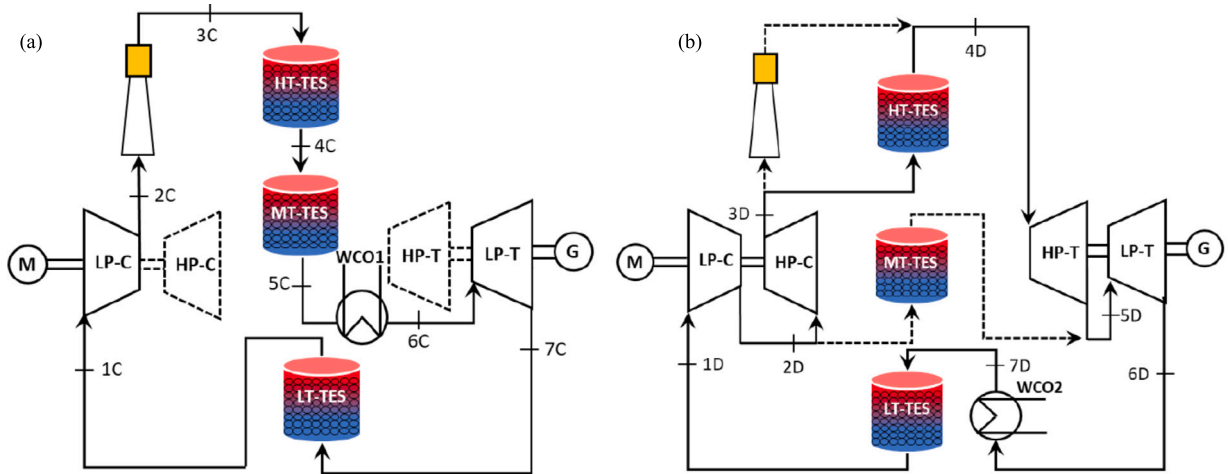 (a)
3C
HT-TES
4C
2C
MT-TES
M
LP-C
HP-C
WCO1
HP-T
LP-T
G
5C
6C
7C
1C
LT-TES
(b)
4D
HT-TES
3D
M
LP-C
HP-C
MT-TES
HP-T
LP-T
G
5D
2D
1D
7D
6D
WCO2
LT-TES